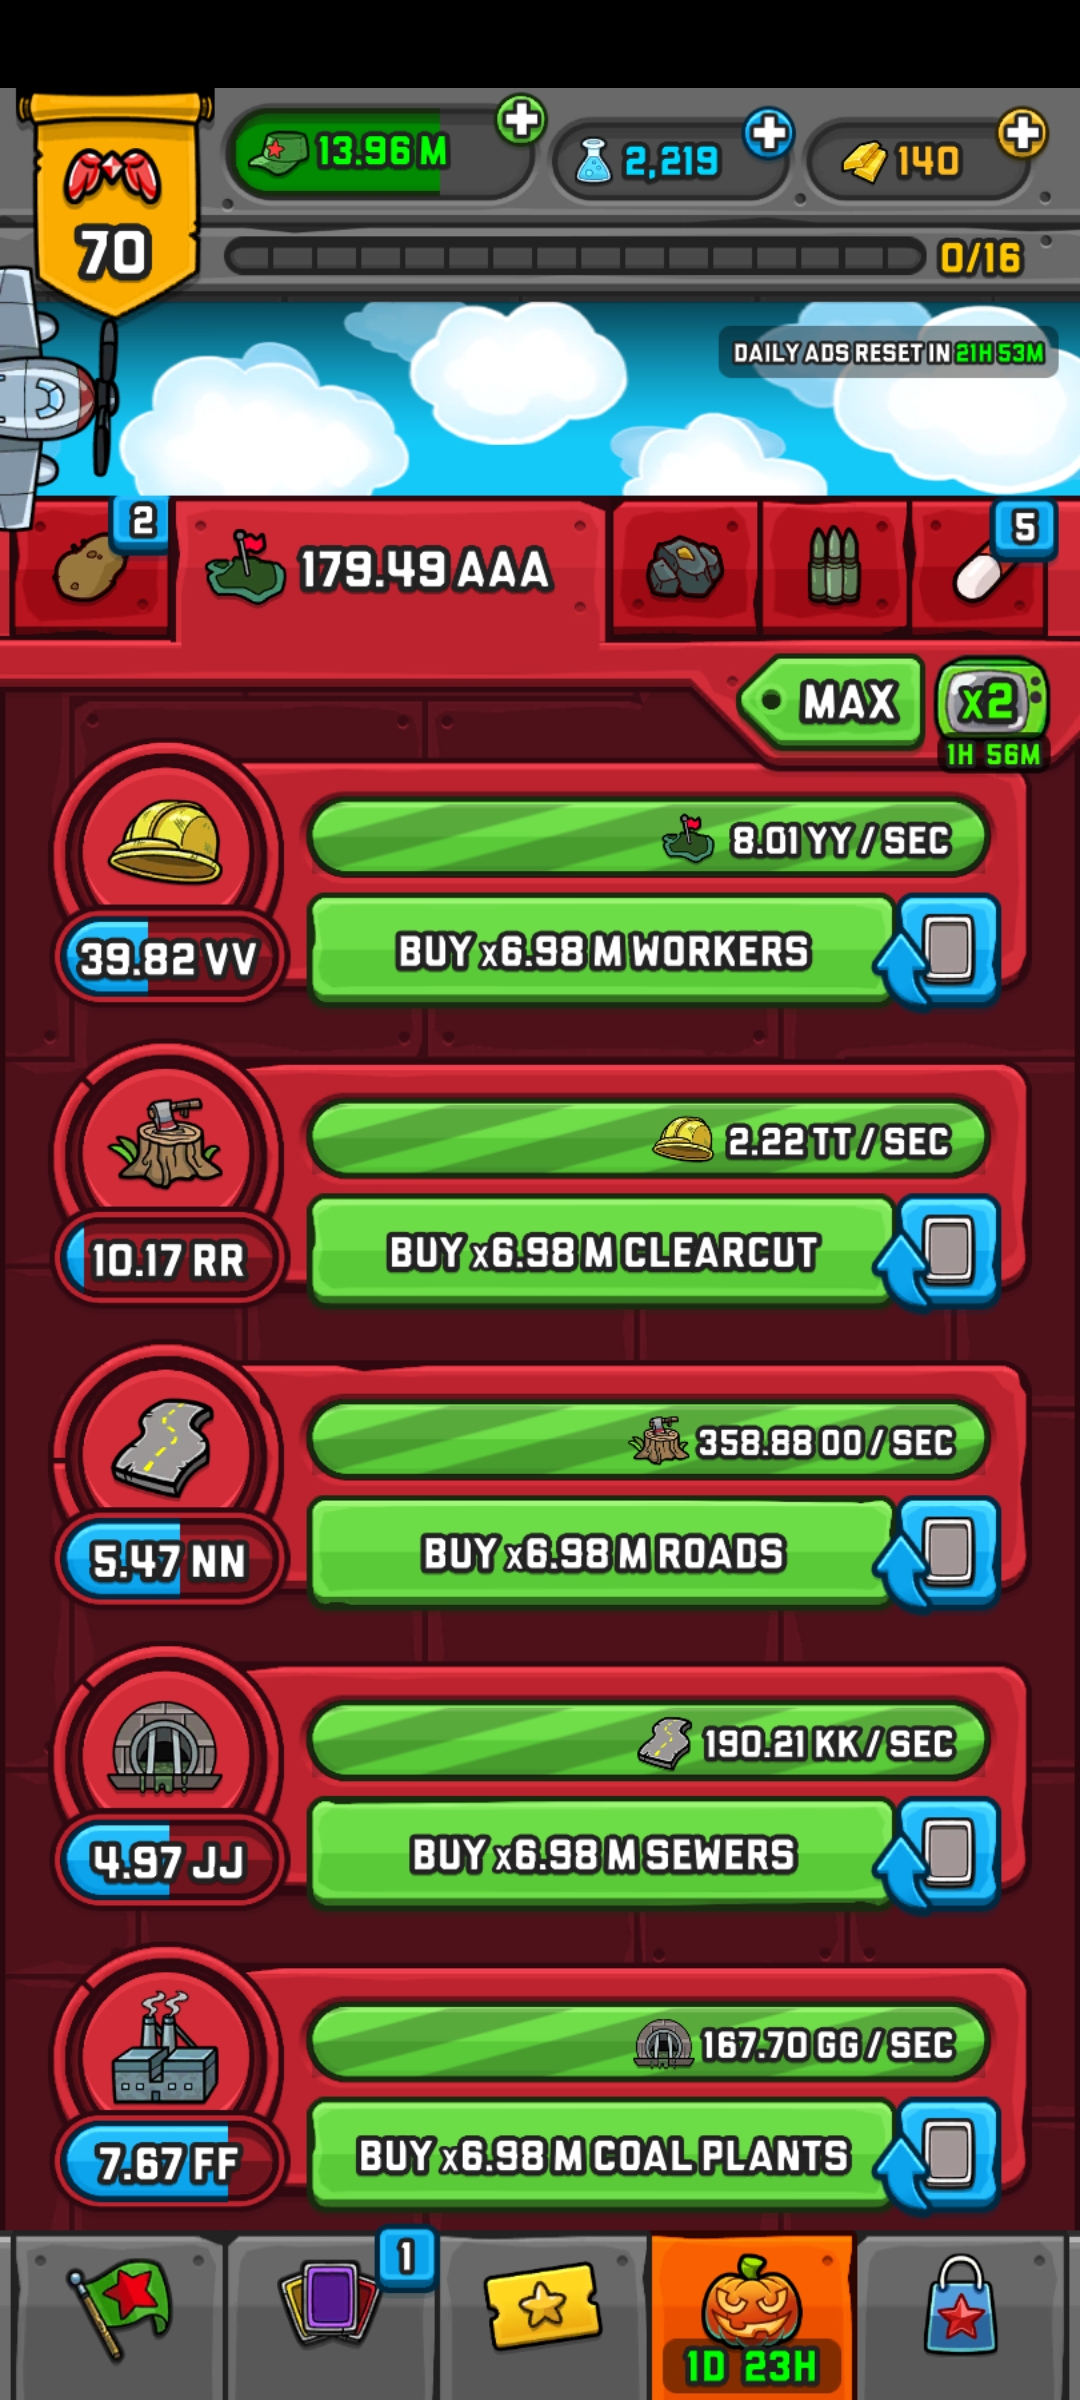 13.96 M
2,219
140
70
0/16
DAILY ADS RESET IN 21H 53M
2
179.49 AAA
5
MAX
x2
1H 56M
8.01 YY / SEC
39.82 VV
BUY x6.98 M WORKERS
2.22 TT / SEC
10.17 RR
BUY x6.98 M CLEARCUT
358.88 OO / SEC
5.47 NN
BUY x6.98 M ROADS
190.21 KK / SEC
4.97 JJ
BUY x6.98 M SEWERS
167.70 GG / SEC
7.67 FF
BUY x6.98 M COAL PLANTS
1
1D 23H